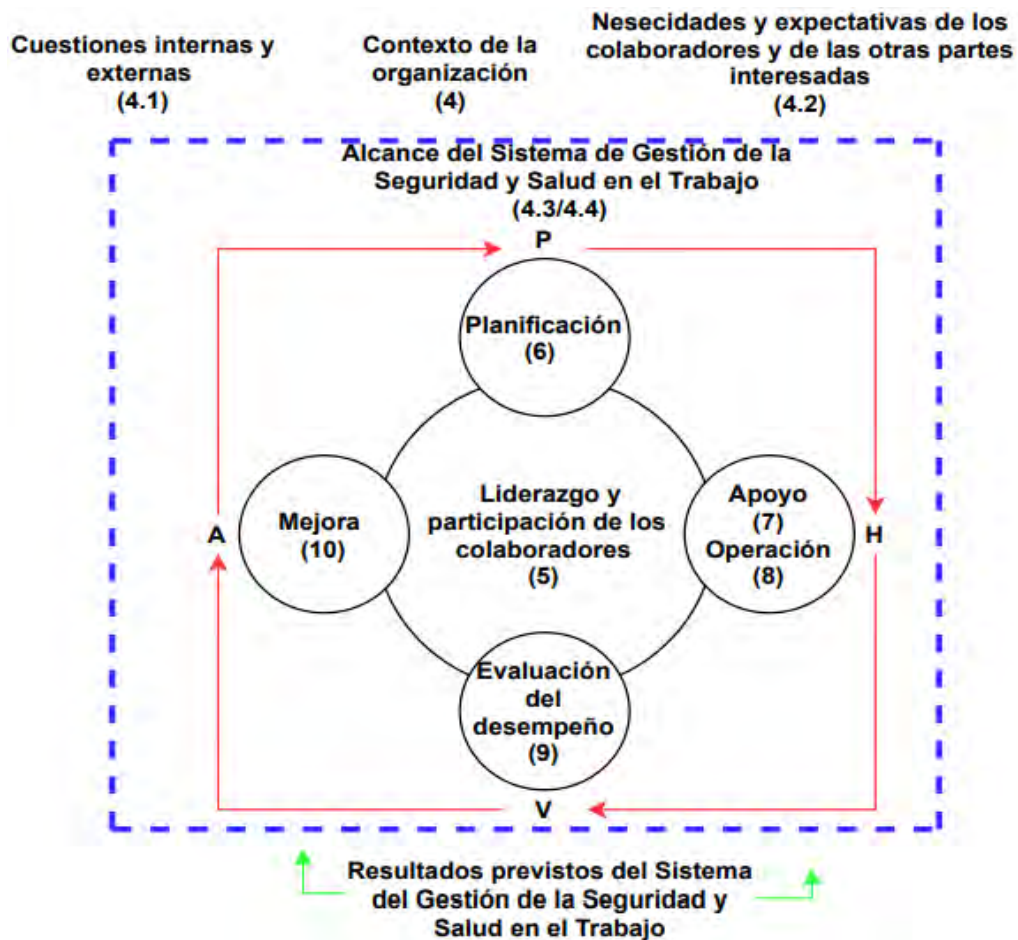 Cuestiones internas y
externas
(4.1)
Contexto de la
organización
(4)
Nesecidades y expectativas de los
colaboradores y de las otras partes
interesadas
(4.2)
Alcance del Sistema de Gestión de la
Seguridad y Salud en el Trabajo
(4.3/4.4)
P
Planificación
(6)
A
Mejora
(10)
Liderazgo y
participación de los
colaboradores
(5)
Apoyo
(7)
Operación
(8)
H
Evaluación
del
desempeño
(9)
V
Resultados previstos del Sistema
del Gestión de la Seguridad y
Salud en el Trabajo